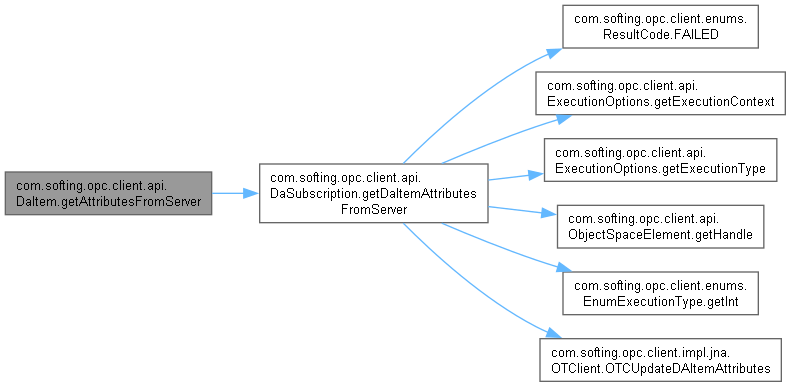 com.softing.opc.client.api.
DaItem.getAttributesFromServer
com.softing.opc.client.api.
DaSubscription.getDaItemAttributes
FromServer
com.softing.opc.client.enums.
ResultCode.FAILED
com.softing.opc.client.api.
ExecutionOptions.getExecutionContext
com.softing.opc.client.api.
ExecutionOptions.getExecutionType
com.softing.opc.client.api.
ObjectSpaceElement.getHandle
com.softing.opc.client.enums.
EnumExecutionType.getInt
com.softing.opc.client.impl.jna.
OTClient.OTCUpdateDAItemAttributes